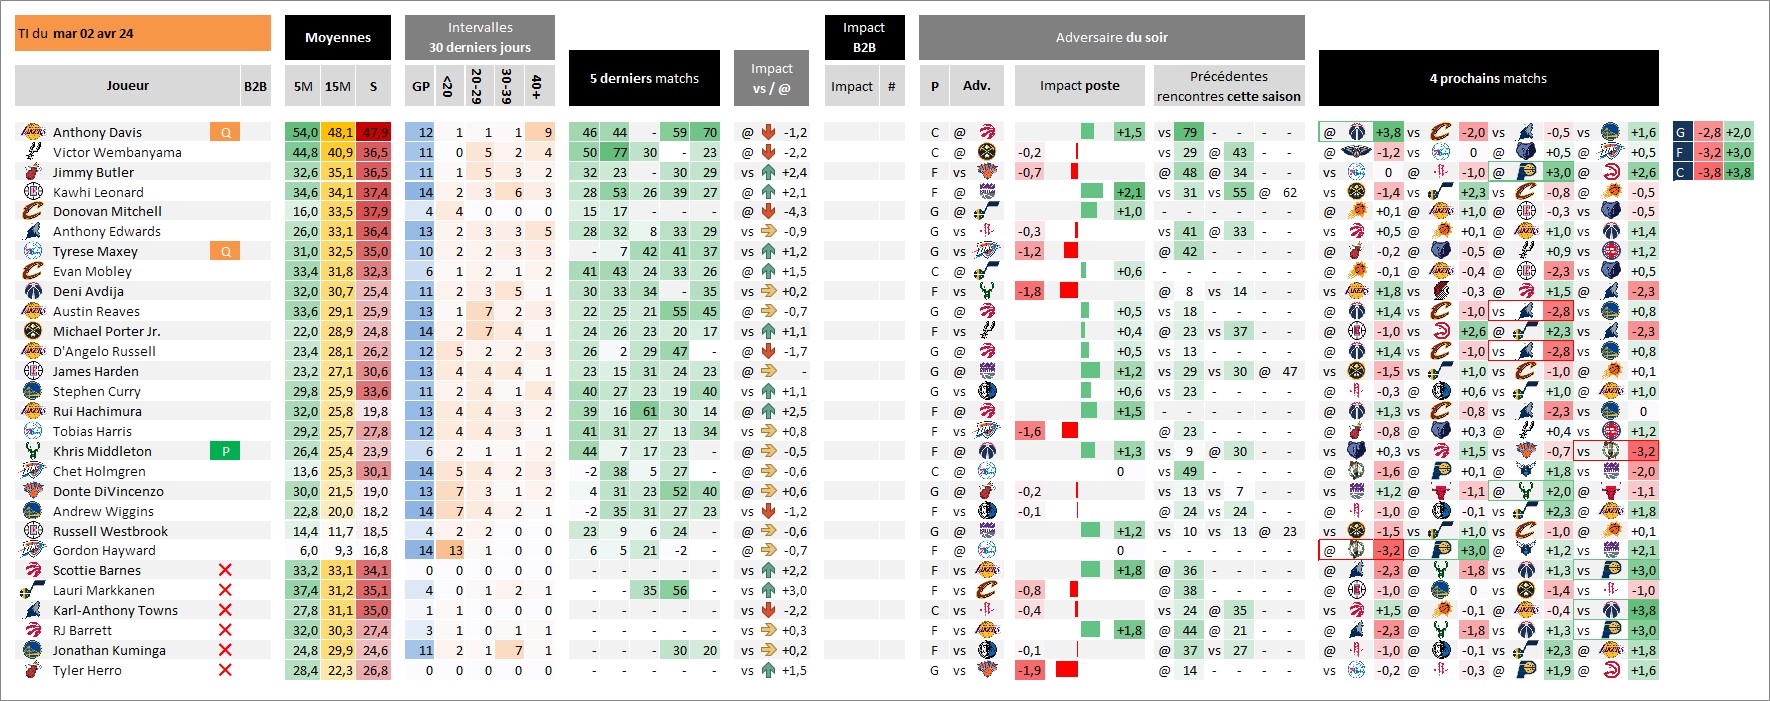 TI du mar 02 avr 24
Moyennes
Intervalles
30 derniers jours
5 derniers matchs
Impact
vs / @
Impact
B2B
Adversaire du soir
4 prochains matchs
Joueur B2B 5M 15M S GP <20 20-29 30-39 40+ Impact # P Adv. Impact poste Précédentes
rencontres cette saison
Anthony Davis Q 54,0 48,1 47,9 12 1 1 1 9 46 44 - 59 70 @ -1,2 C @ +1,5 vs 79 - - - - @ +3,8 vs -2,0 vs -0,5 vs +1,6
Victor Wembanyama 44,8 40,9 36,5 11 0 5 2 4 50 77 30 - 23 @ -2,2 C @ -0,2 vs 29 @ 43 - - @ -1,2 vs 0 @ +0,5 @ +0,5
Jimmy Butler 32,6 35,1 36,5 11 1 5 3 2 32 23 - 30 29 vs +2,4 F vs -0,7 @ 48 @ 34 - - vs 0 @ -1,0 @ +3,0 @ +2,6
Kawhi Leonard 34,6 34,1 37,4 14 2 3 6 3 28 53 26 39 27 @ +2,1 F @ +2,1 vs 31 vs 55 @ 62 vs -1,4 vs +2,3 vs -0,8 @ -0,5
Donovan Mitchell 16,0 33,5 37,9 4 4 0 0 0 15 17 - - - @ -4,3 G @ +1,0 - - - - - @ +0,1 @ +1,0 @ -0,3 vs -0,5
Anthony Edwards 26,0 33,1 36,4 13 2 3 3 5 28 32 8 33 29 vs -0,9 G vs -0,3 vs 41 @ 33 - - vs +0,5 @ +0,1 @ +1,0 vs +1,4
Tyrese Maxey Q 31,0 32,5 35,0 10 2 2 3 3 - 7 42 41 37 vs +1,2 G vs -1,2 @ 42 - - - - @ -0,2 @ -0,5 @ +0,9 vs +1,2
Evan Mobley 33,4 31,8 32,3 6 1 2 1 2 41 43 24 33 26 @ +1,5 C @ +0,6 - - - - - @ -0,1 @ -0,4 @ -2,3 vs +0,5
Deni Avdija 32,0 30,7 25,4 11 2 3 5 1 30 33 34 - 35 vs +0,2 F vs -1,8 @ 8 vs 14 - - vs +1,8 vs -0,3 @ +1,5 @ -2,3
Austin Reaves 33,6 29,1 25,9 13 1 7 2 3 22 25 21 55 45 @ -0,7 G @ +0,5 vs 18 - - - - @ +1,4 vs -1,0 vs -2,8 vs +0,8
Michael Porter Jr. 22,0 28,9 24,8 14 2 7 4 1 24 26 23 20 17 vs +1,1 F vs +0,4 @ 23 vs 37 - - @ -1,0 vs +2,6 @ +2,3 vs -2,3
D'Angelo Russell 23,4 28,1 26,2 12 5 2 2 3 26 2 29 47 - @ -1,7 G @ +0,5 vs 13 - - - - @ +1,4 vs -1,0 vs -2,8 vs +0,8
James Harden 23,2 27,1 30,6 13 4 4 4 1 23 15 31 24 23 @ - G @ +1,2 vs 29 vs 30 @ 47 vs -1,5 vs +1,0 vs -1,0 @ +0,1
Stephen Curry 29,8 25,9 33,6 11 2 4 1 4 40 27 23 19 40 vs +1,1 G vs +0,6 vs 23 - - - - @ -0,3 @ +0,6 vs +1,0 @ +1,0
Rui Hachimura 32,0 25,8 19,8 13 4 4 3 2 39 16 61 30 14 @ +2,5 F @ +1,5 - - - - - @ +1,3 vs -0,8 vs -2,3 vs 0
Tobias Harris 29,2 25,7 27,8 12 4 4 3 1 41 31 27 13 34 vs +0,8 F vs -1,6 @ 23 - - - - @ -0,8 @ +0,3 @ +0,4 vs +1,2
Khris Middleton P 26,4 25,4 23,9 6 2 1 1 2 44 7 17 23 - @ -0,5 F @ +1,3 vs 9 @ 30 - - vs +0,3 vs +1,5 vs -0,7 vs -3,2
Chet Holmgren 13,6 25,3 30,1 14 5 4 2 3 -2 38 5 27 - @ -0,6 C @ 0 vs 49 - - - - @ -1,6 @ +0,1 @ +1,8 vs -2,0
Donte DiVincenzo 30,0 21,5 19,0 13 7 3 1 2 4 31 23 52 40 @ +0,6 G @ -0,2 vs 13 vs 7 - - vs +1,2 @ -1,1 @ +2,0 @ -1,1
Andrew Wiggins 22,8 20,0 18,2 14 7 4 2 1 -2 35 31 27 23 vs -1,2 F vs -0,1 @ 24 vs 24 - - @ -1,0 @ -0,1 vs +2,3 @ +1,8
Russell Westbrook 14,4 11,7 18,5 4 2 2 0 0 23 9 6 24 - @ -0,6 G @ +1,2 vs 10 vs 13 @ 23 vs -1,5 vs +1,0 vs -1,0 @ +0,1
Gordon Hayward 6,0 9,3 16,8 14 13 1 0 0 6 5 21 -2 - @ -0,7 F @ 0 - - - - - @ -3,2 @ +3,0 @ +1,2 vs +2,1
Scottie Barnes 33,2 33,1 34,1 0 0 0 0 0 - - - - - vs +2,2 F vs +1,8 @ 36 - - - - @ -2,3 @ -1,8 vs +1,3 vs +3,0
Lauri Markkanen 37,4 31,2 35,1 4 0 1 2 1 - - 35 56 - vs +3,0 F vs -0,8 @ 38 - - - - @ -1,0 @ 0 vs -1,4 vs -1,0
Karl-Anthony Towns 27,8 31,1 35,0 1 1 0 0 0 - - - - - vs -2,2 C vs -0,4 vs 24 @ 35 - - vs +1,5 @ -0,1 @ -0,4 vs +3,8
RJ Barrett 32,0 30,3 27,4 3 1 0 1 1 - - - - - vs +0,3 F vs +1,8 @ 44 @ 21 - - @ -2,3 @ -1,8 vs +1,3 vs +3,0
Jonathan Kuminga 24,8 29,9 24,6 11 2 1 7 1 - - - 30 20 vs +0,2 F vs -0,1 @ 37 vs 27 - - @ -1,0 @ -0,1 vs +2,3 @ +1,8
Tyler Herro 28,4 22,3 26,8 0 0 0 0 0 - - - - - vs +1,5 G vs -1,9 @ 14 - - - - vs -0,2 @ -0,3 @ +1,9 @ +1,6
G -2,8 +2,0
F -3,2 +3,0
C -3,8 +3,8